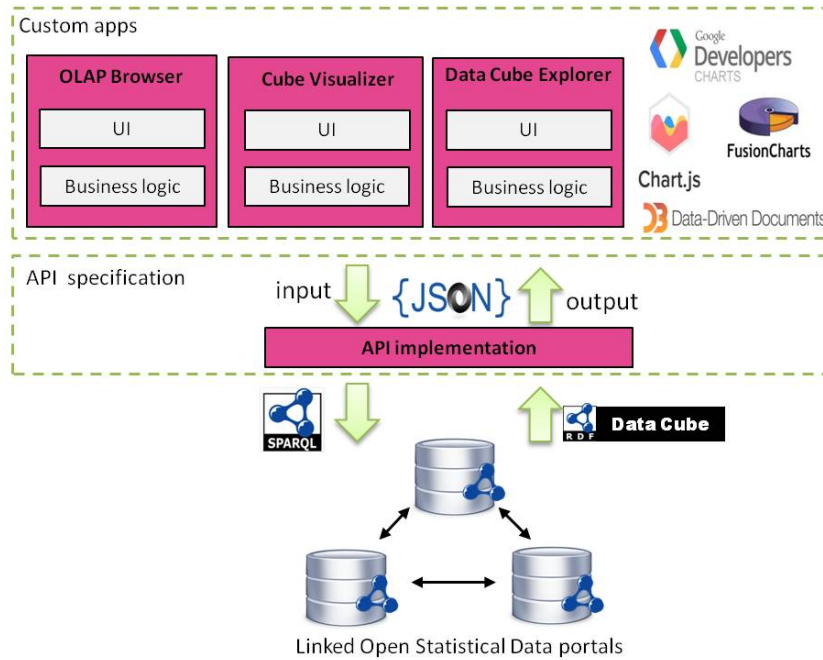 Custom apps
OLAP Browser
UI
Business logic
Cube Visualizer
UI
Business logic
Data Cube Explorer
UI
Business logic
Google
Developers
CHARTS
Chart.js
FusionCharts
D3 Data-Driven Documents
API specification
input
{JSON}
output
API implementation
SPARQL
RDF
Data Cube
Linked Open Statistical Data portals